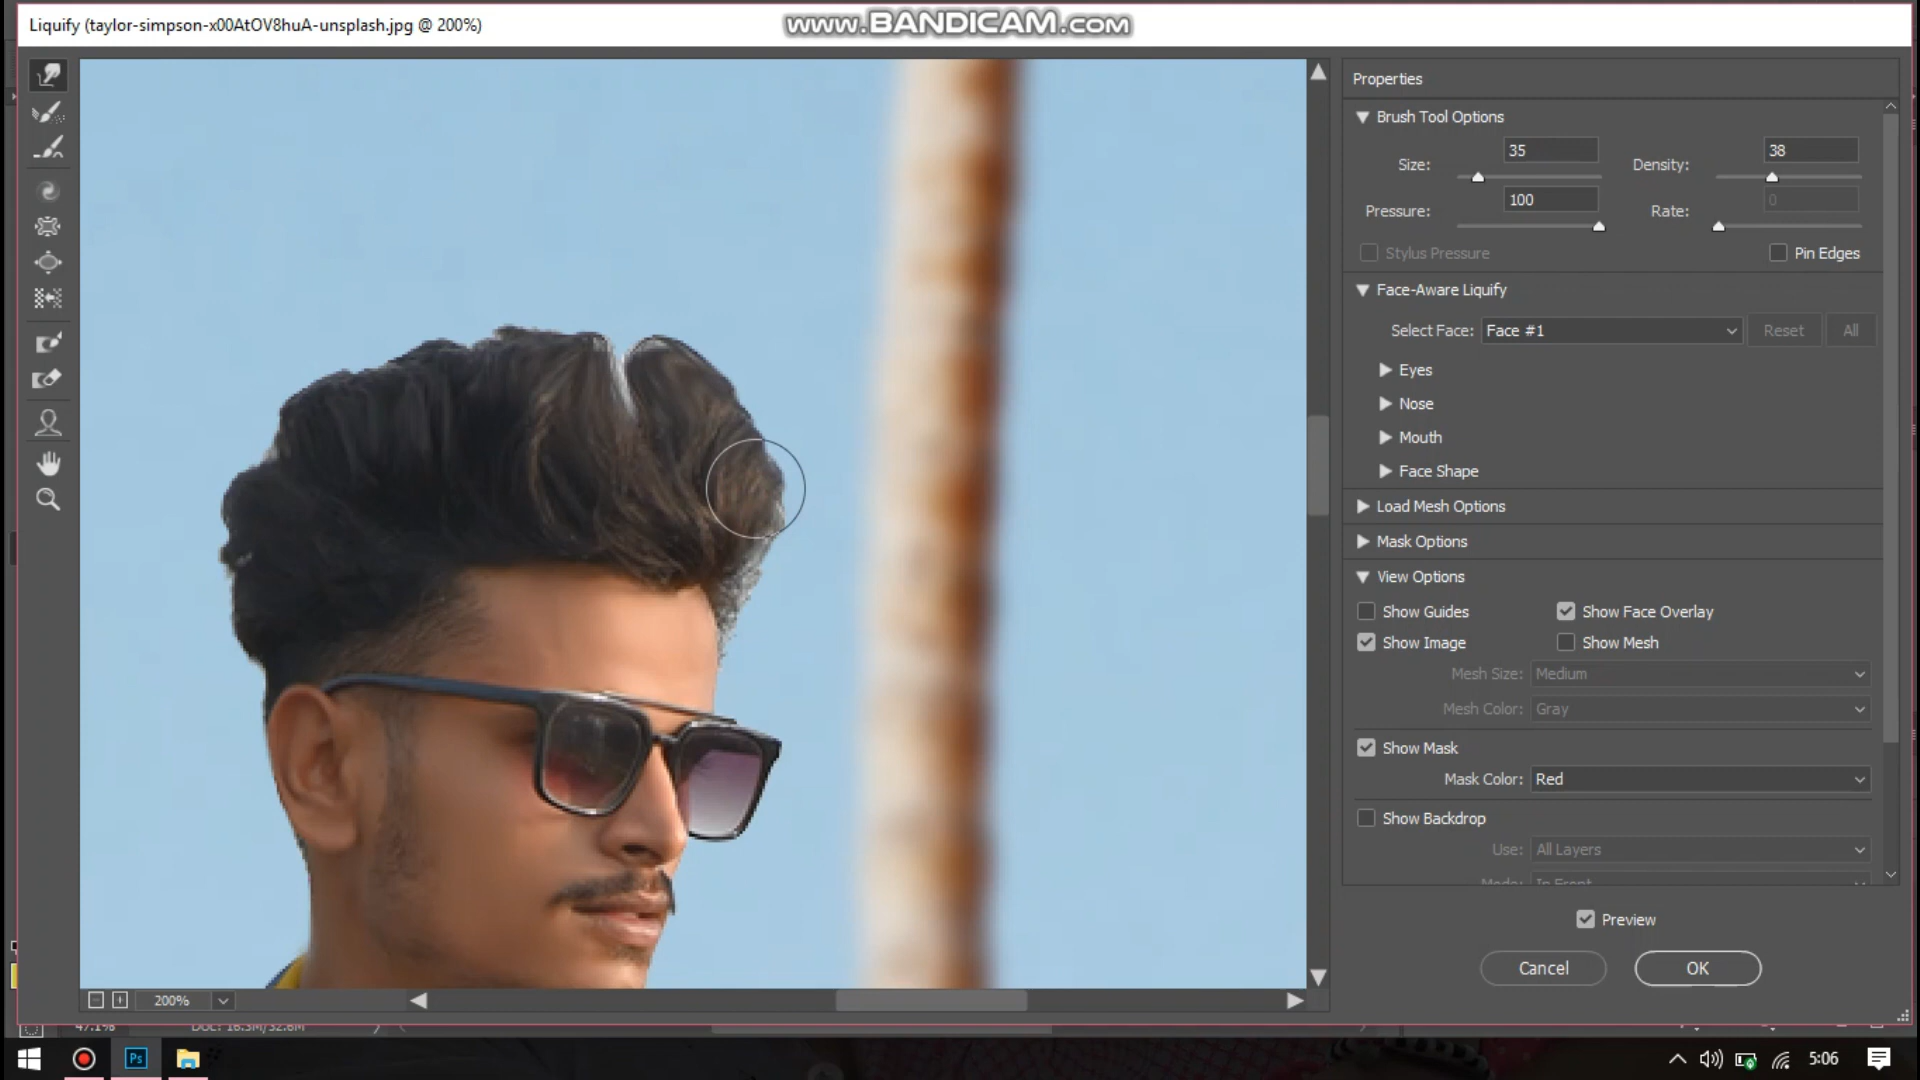 Liquify (taylor-simpson-x00AtOV8huA-unsplash.jpg @ 200%)
www.BANDICAM.com
Properties
Brush Tool Options
Size: 35 Density: 38
Pressure: 100 Rate: 0
Stylus Pressure Pin Edges
Face-Aware Liquify
Select Face: Face #1 Reset All
Eyes
Nose
Mouth
Face Shape
Load Mesh Options
Mask Options
View Options
Show Guides Show Face Overlay
Show Image Show Mesh
Mesh Size: Medium
Mesh Color: Gray
Show Mask
Mask Color: Red
Show Backdrop
Use: All Layers
Mode: In Front
Preview
Cancel OK
200%
47.1% Doc: 16.3M/32.6M
Ps 5:06